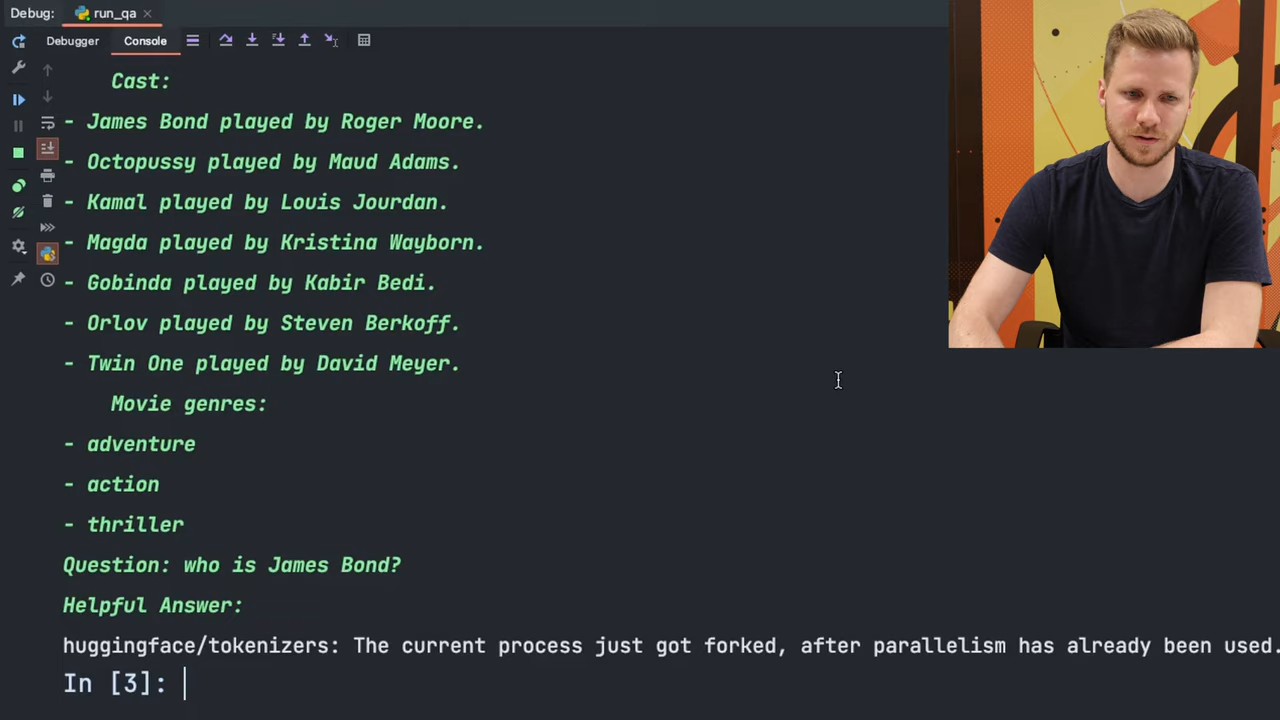 Debug: run_qa
Debugger Console
Cast:
- James Bond played by Roger Moore.
- Octopussy played by Maud Adams.
- Kamal played by Louis Jourdan.
- Magda played by Kristina Wayborn.
- Gobinda played by Kabir Bedi.
- Orlov played by Steven Berkoff.
- Twin One played by David Meyer.
Movie genres:
- adventure
- action
- thriller
Question: who is James Bond?
Helpful Answer:
huggingface/tokenizers: The current process just got forked, after parallelism has already been used.
In [3]: